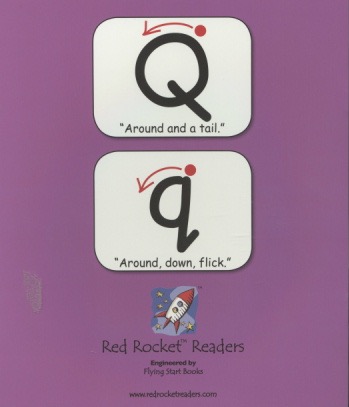 Q
"Around and a tail."
q
"Around, down, flick."
Red Rocket™ Readers
Engineered by
Flying Start Books
www.redrocketreaders.com